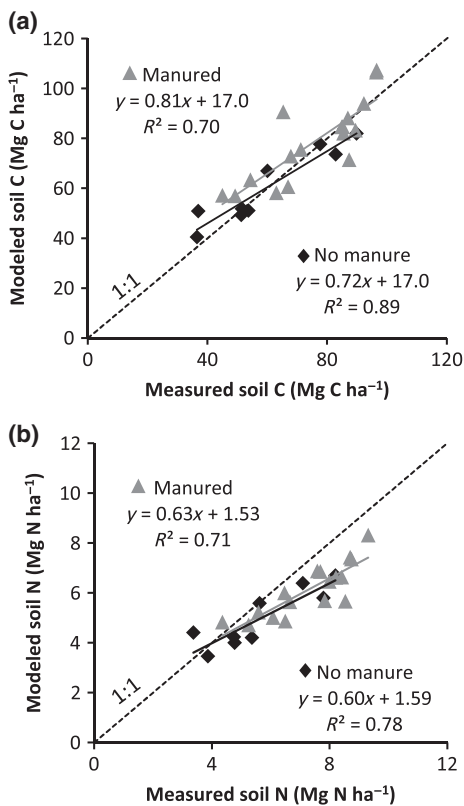 (a)
120
100
80
60
40
20
0
Modeled soil C (Mg C ha⁻¹)
Manured
y = 0.81x + 17.0
R² = 0.70
No manure
y = 0.72x + 17.0
R² = 0.89
1:1
0 40 80 120
Measured soil C (Mg C ha⁻¹)
(b)
12
10
8
6
4
2
0
Modeled soil N (Mg N ha⁻¹)
Manured
y = 0.63x + 1.53
R² = 0.71
No manure
y = 0.60x + 1.59
R² = 0.78
1:1
0 4 8 12
Measured soil N (Mg N ha⁻¹)